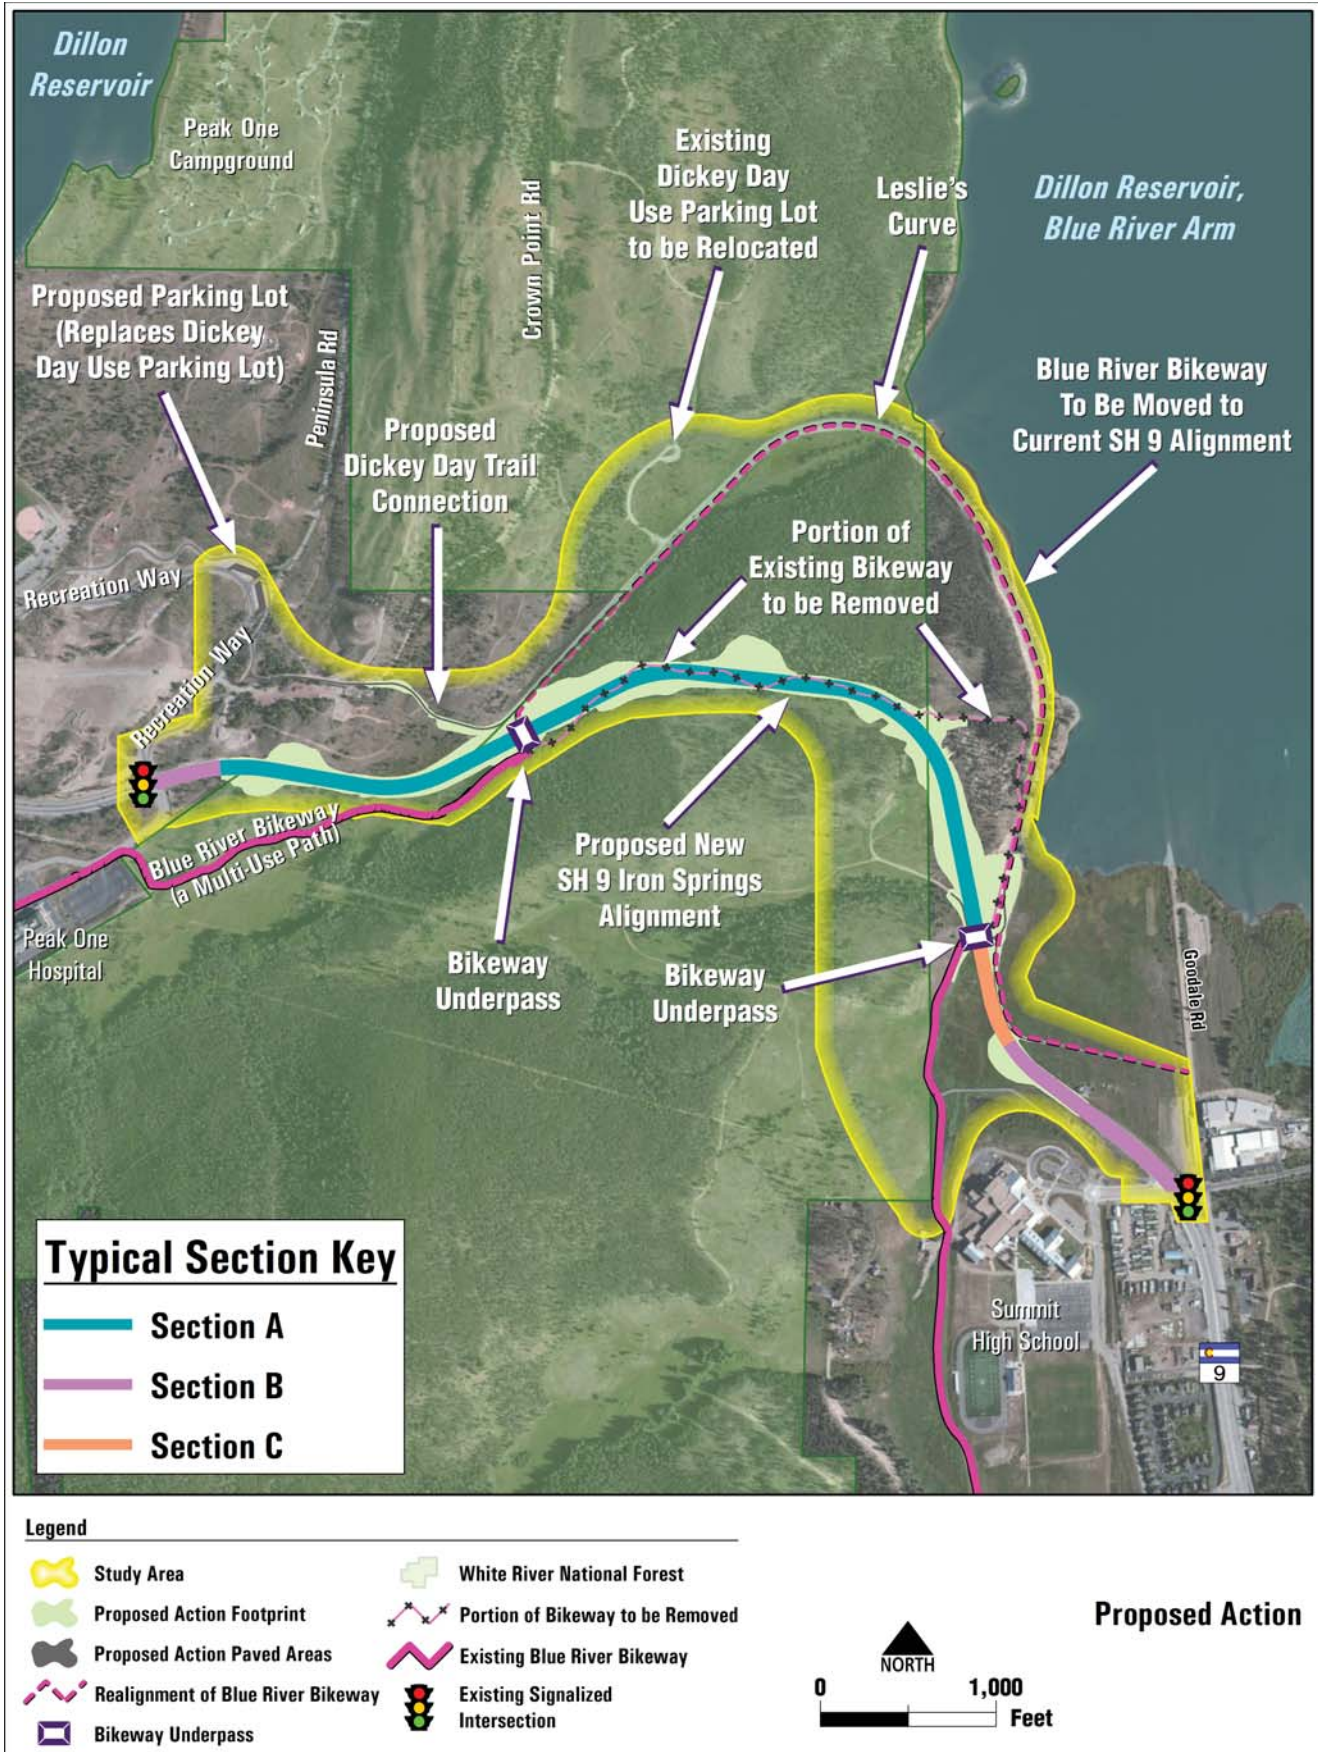 Dillon
Reservoir
Peak One
Campground
Existing
Dickey Day
Use Parking Lot
to be Relocated
Leslie's
Curve
Dillon Reservoir,
Blue River Arm
Crown Point Rd
Proposed Parking Lot
(Replaces Dickey
Day Use Parking Lot)
Peninsula Rd
Blue River Bikeway
To Be Moved to
Current SH 9 Alignment
Proposed
Dickey Day Trail
Connection
Portion of
Existing Bikeway
to be Removed
Recreation Way
Recreation Way
Blue River Bikeway
(a Multi-Use Path)
Proposed New
SH 9 Iron Springs
Alignment
Peak One
Hospital
Bikeway
Underpass
Bikeway
Underpass
Goodale Rd
Summit
High School
9
Typical Section Key
Section A
Section B
Section C
Legend
Study Area
Proposed Action Footprint
Proposed Action Paved Areas
Realignment of Blue River Bikeway
Bikeway Underpass
White River National Forest
Portion of Bikeway to be Removed
Existing Blue River Bikeway
Existing Signalized
Intersection
NORTH
0 1,000
Feet
Proposed Action